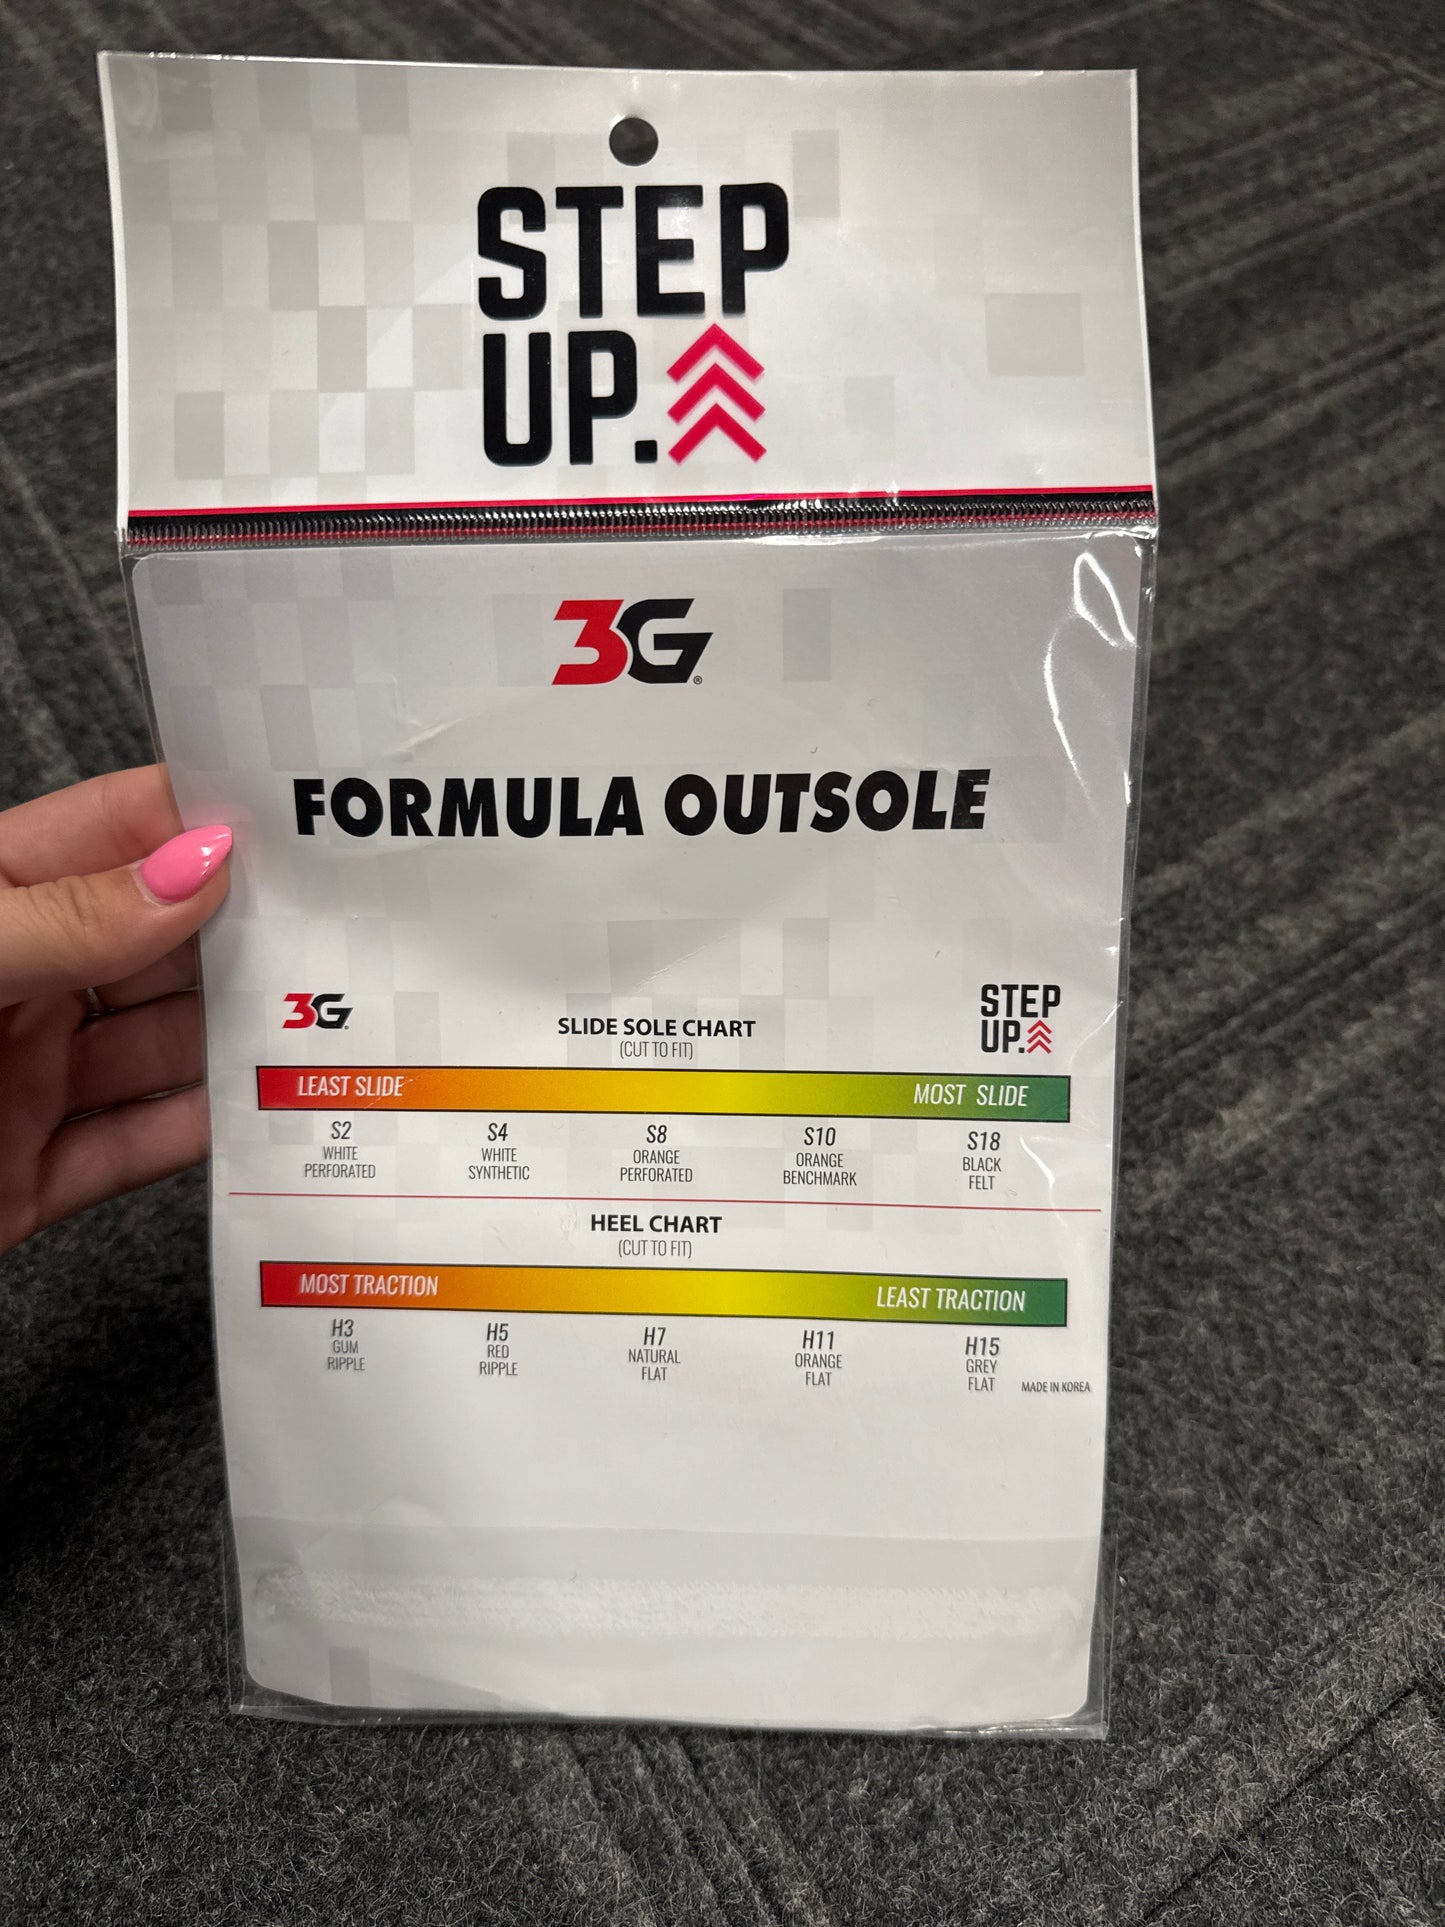 STEP
UP.
3G®
FORMULA OUTSOLE
3G®
STEP
UP.
SLIDE SOLE CHART
(CUT TO FIT)
LEAST SLIDE
MOST SLIDE
S2
WHITE
PERFORATED
S4
WHITE
SYNTHETIC
S8
ORANGE
PERFORATED
S10
ORANGE
BENCHMARK
S18
BLACK
FELT
HEEL CHART
(CUT TO FIT)
MOST TRACTION
LEAST TRACTION
H3
GUM
RIPPLE
H5
RED
RIPPLE
H7
NATURAL
FLAT
H11
ORANGE
FLAT
H15
GREY
FLAT
MADE IN KOREA